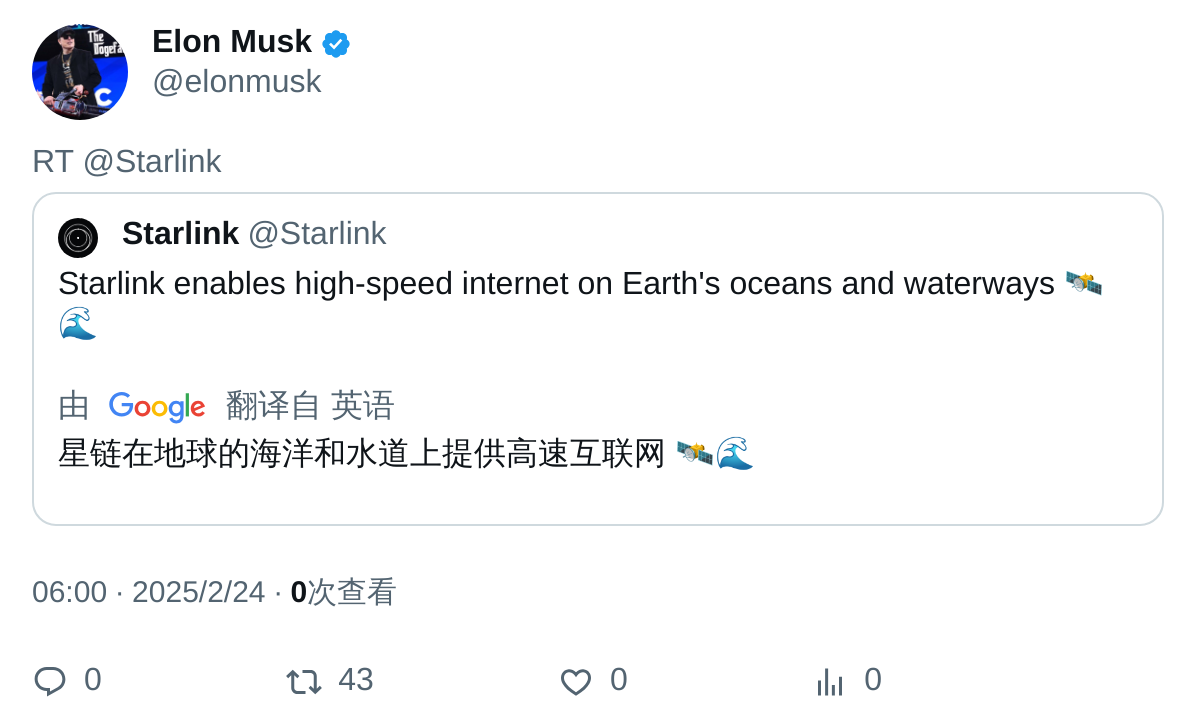 The
Dogefa
C
Elon Musk
@elonmusk
RT @Starlink
Starlink @Starlink
Starlink enables high-speed internet on Earth's oceans and waterways 🛰️
🌊
由 Google 翻译自 英语
星链在地球的海洋和水道上提供高速互联网 🛰️🌊
06:00 · 2025/2/24 · 0次查看
0 43 0 0